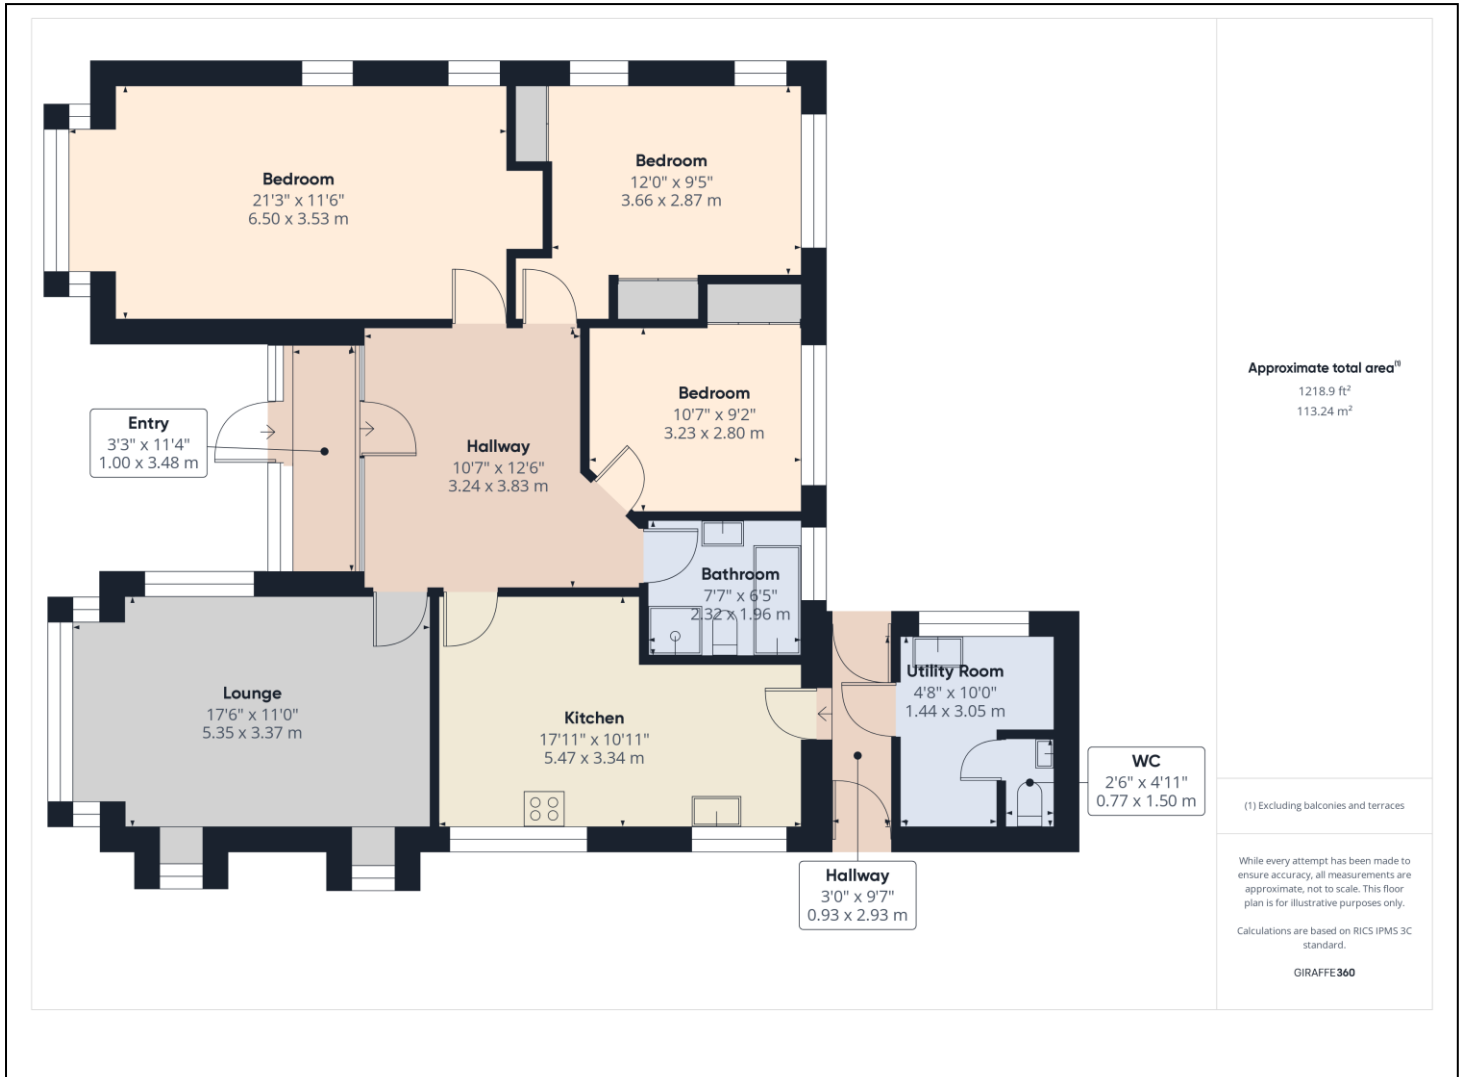 Bedroom
21'3" x 11'6"
6.50 x 3.53 m
Bedroom
12'0" x 9'5"
3.66 x 2.87 m
Bedroom
10'7" x 9'2"
3.23 x 2.80 m
Entry
3'3" x 11'4"
1.00 x 3.48 m
Hallway
10'7" x 12'6"
3.24 x 3.83 m
Bathroom
7'7" x 6'5"
2.32 x 1.96 m
Lounge
17'6" x 11'0"
5.35 x 3.37 m
Kitchen
17'11" x 10'11"
5.47 x 3.34 m
Utility Room
4'8" x 10'0"
1.44 x 3.05 m
WC
2'6" x 4'11"
0.77 x 1.50 m
Hallway
3'0" x 9'7"
0.93 x 2.93 m
Approximate total area(1)
1218.9 ft²
113.24 m²
(1) Excluding balconies and terraces
While every attempt has been made to
ensure accuracy, all measurements are
approximate, not to scale. This floor
plan is for illustrative purposes only.
Calculations are based on RICS IPMS 3C
standard.
GIRAFFE360